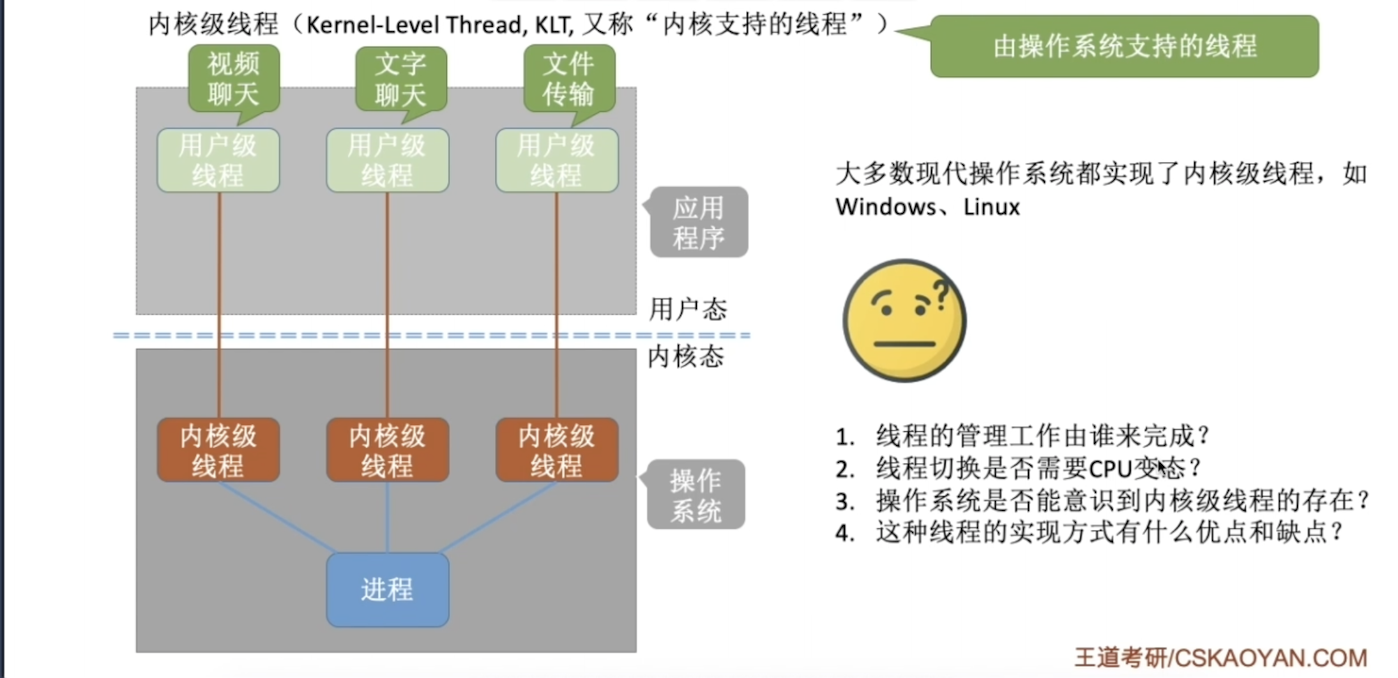 内核级线程（Kernel-Level Thread, KLT, 又称“内核支持的线程”）
由操作系统支持的线程
视频
聊天
文字
聊天
文件
传输
用户级
线程
用户级
线程
用户级
线程
应用
程序
用户态
内核态
内核级
线程
内核级
线程
内核级
线程
操作
系统
进程
大多数现代操作系统都实现了内核级线程，如
Windows、Linux
?
1. 线程的管理工作由谁来完成？
2. 线程切换是否需要CPU变态？
3. 操作系统是否能意识到内核级线程的存在？
4. 这种线程的实现方式有什么优点和缺点？
王道考研/CSKAOYAN.COM